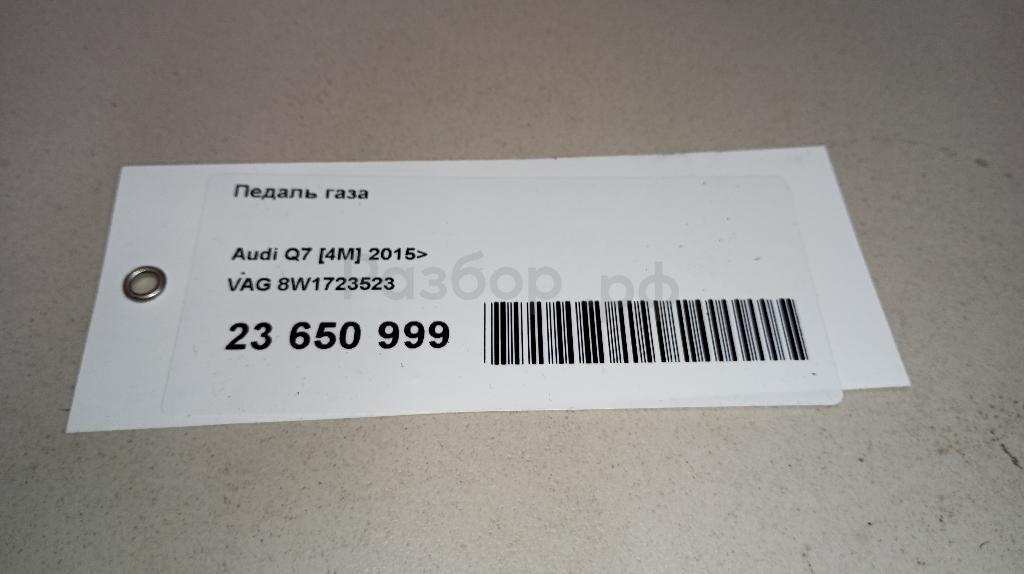 Педаль газа
Audi Q7 [4M] 2015>
VAG 8W1723523
23 650 999
Разбор.рф